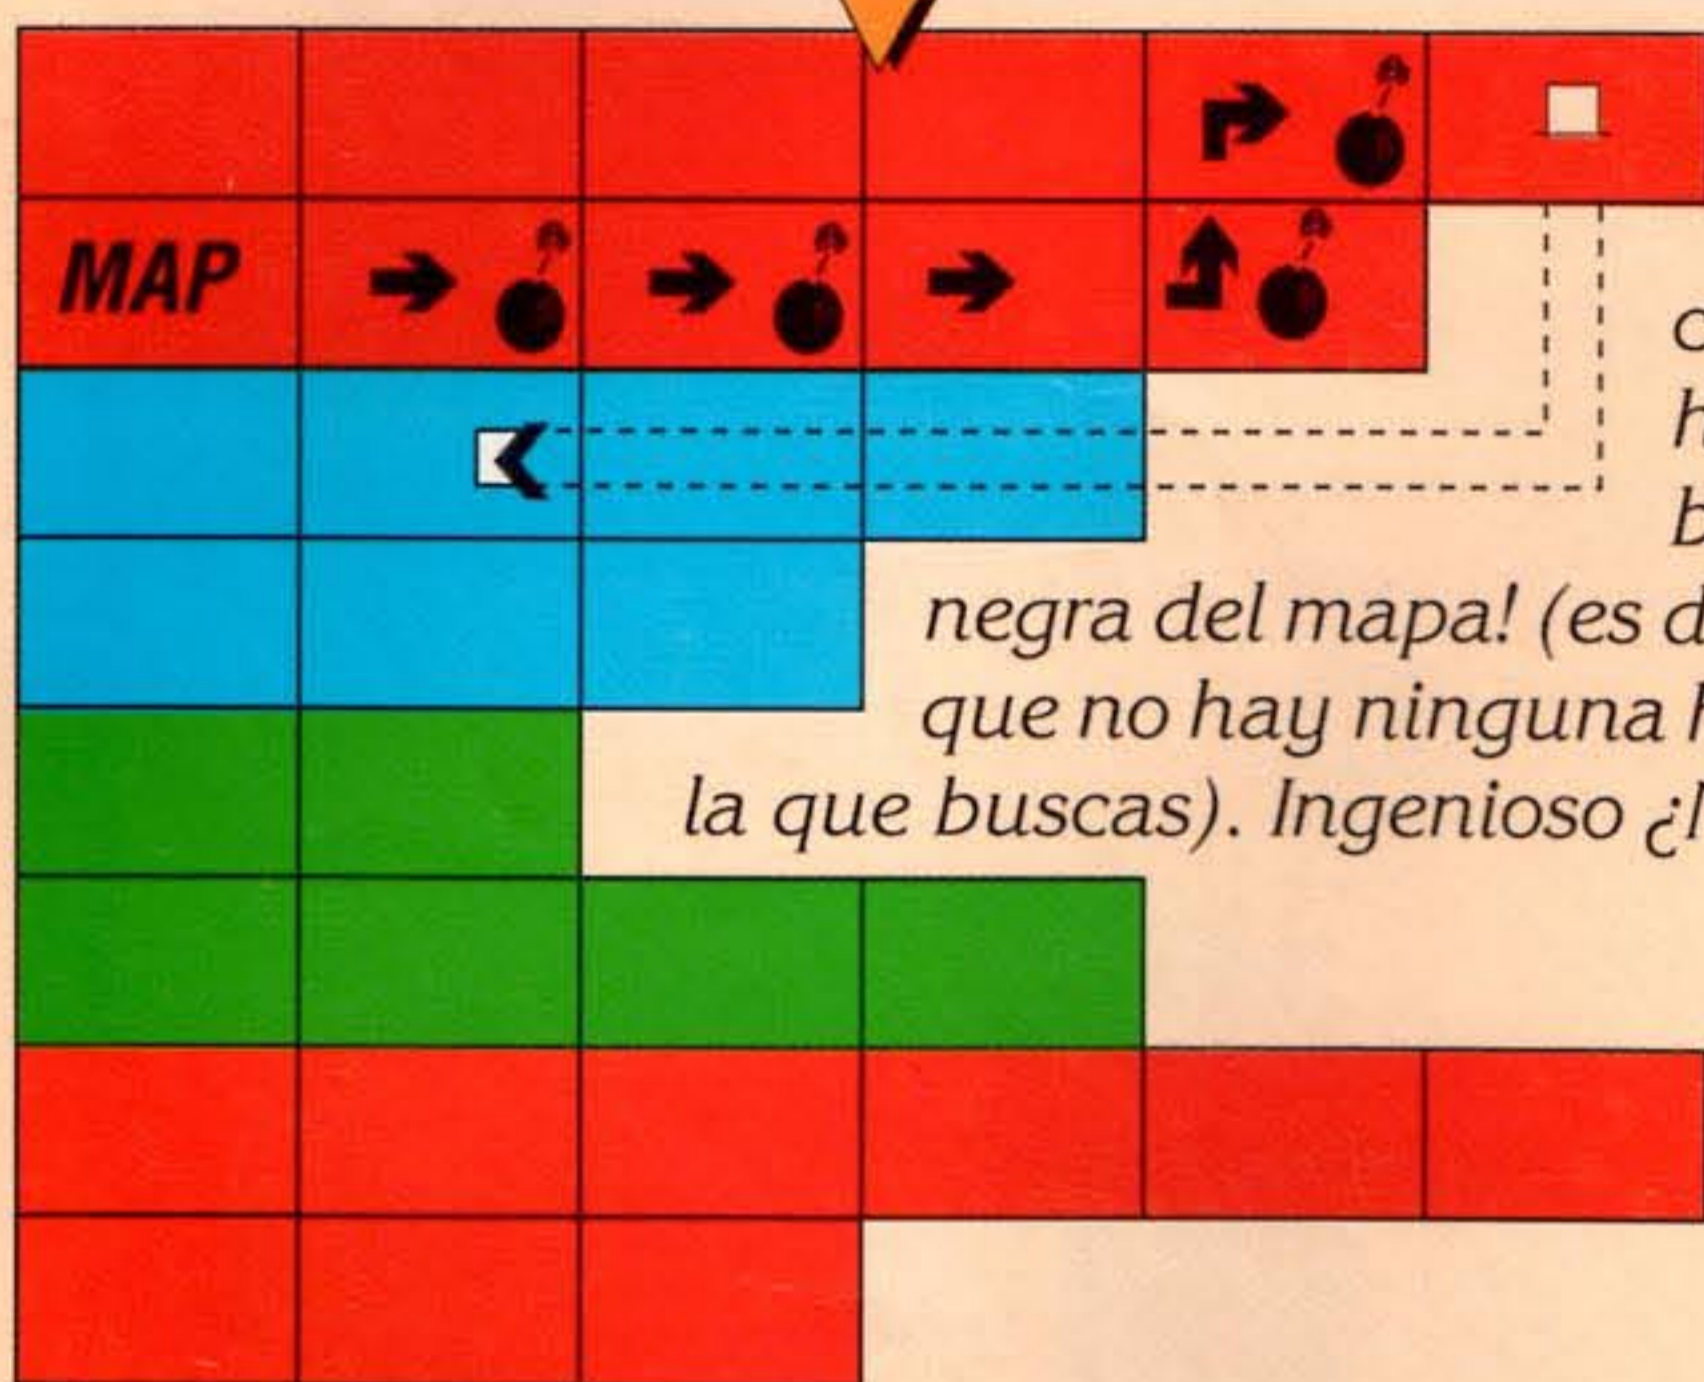 MAP
negra del mapa! (es d
que no hay ninguna
la que buscas). Ingenioso